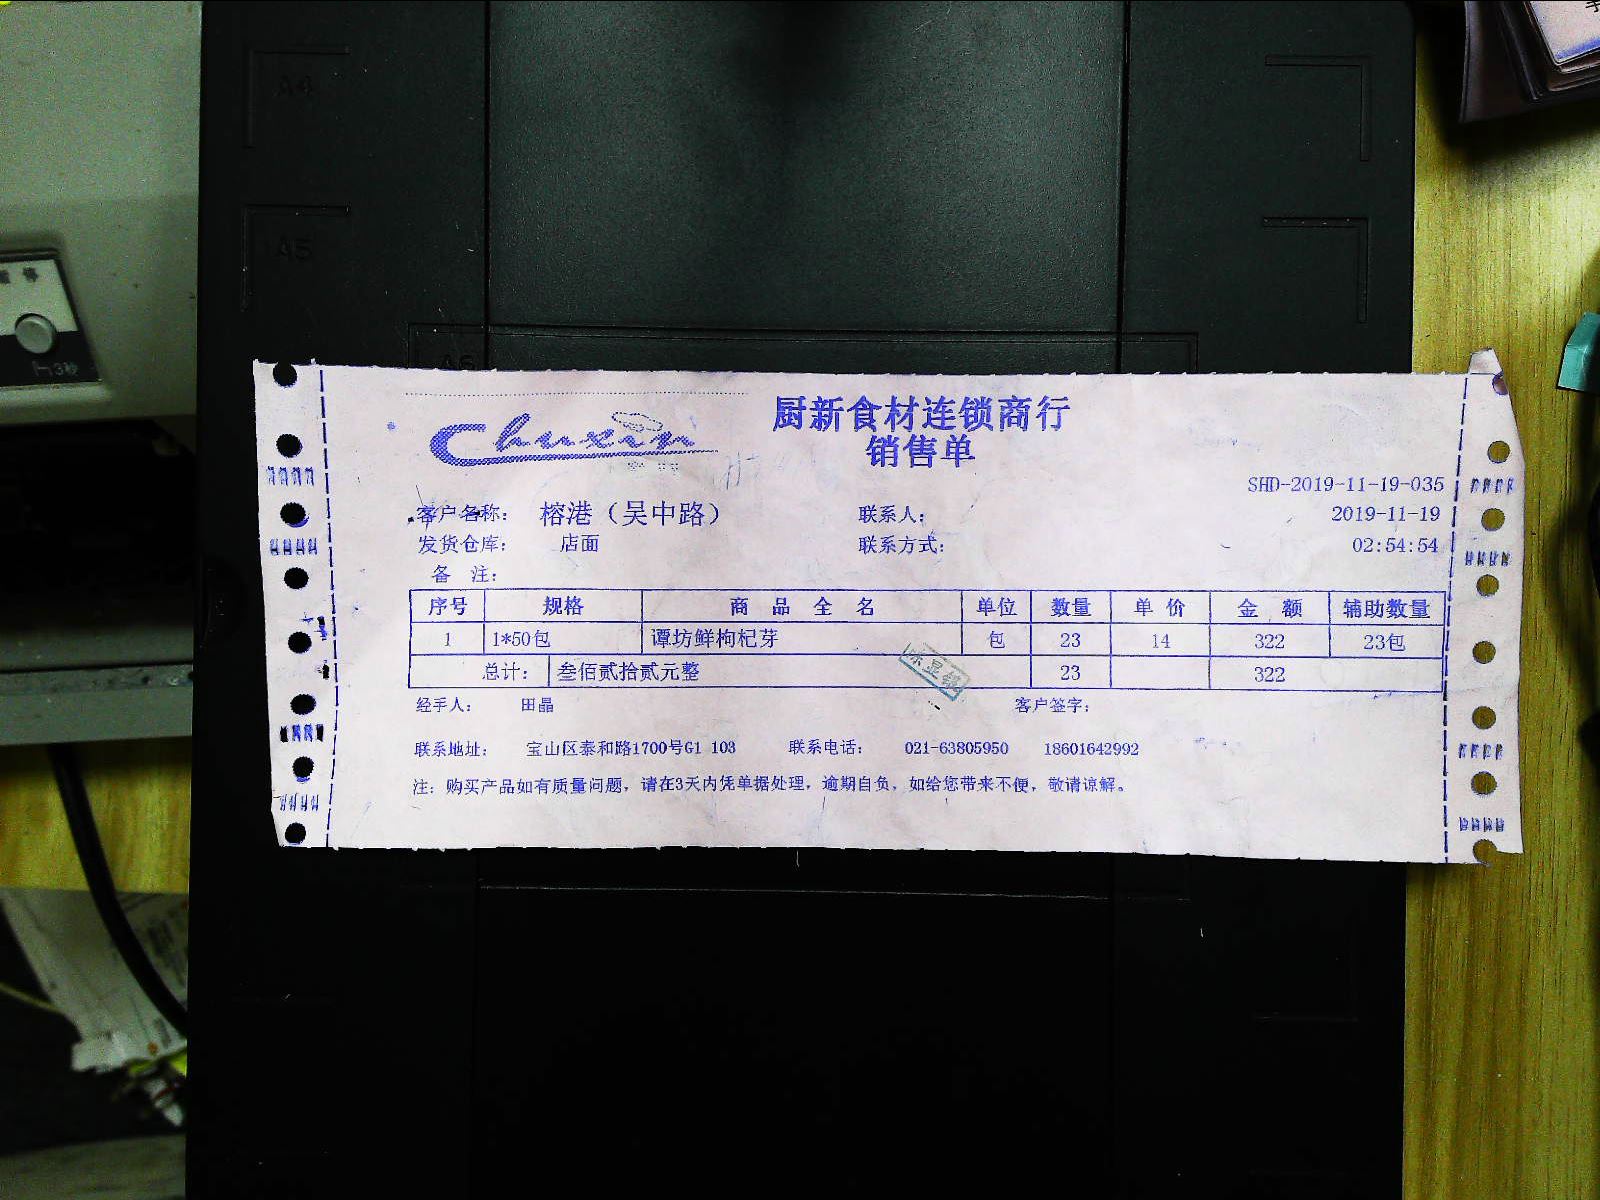 A4
A5
A6
3秒
Chuxin
厨新食材连锁商行
销售单
SHD-2019-11-19-035
客户名称： 榕港（吴中路） 联系人： 2019-11-19
发货仓库： 店面 联系方式： 02:54:54
备 注：
序号 规格 商 品 全 名 单位 数量 单 价 金 额 辅助数量
1 1*50包 谭坊鲜枸杞芽 包 23 14 322 23包
总计： 叁佰贰拾贰元整 23 322
经手人： 田晶 客户签字：
联系地址： 宝山区泰和路1700号G1 103 联系电话： 021-63805950 18601642992
注：购买产品如有质量问题，请在3天内凭单据处理，逾期自负，如给您带来不便，敬请谅解。